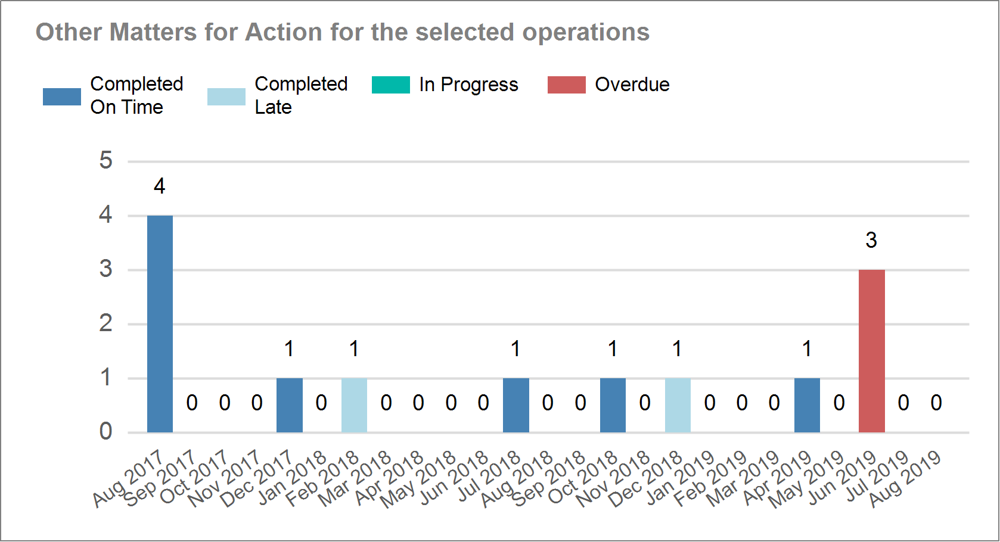 Other Matters for Action for the selected operations
Completed
On Time
Completed
Late
In Progress
Overdue
5
4
3
2
1
0
4
0
0
0
1
0
1
0
0
0
0
1
0
0
1
0
1
0
0
0
1
0
3
0
0
Aug 2017
Sep 2017
Oct 2017
Nov 2017
Dec 2017
Jan 2018
Feb 2018
Mar 2018
Apr 2018
May 2018
Jun 2018
Jul 2018
Aug 2018
Sep 2018
Oct 2018
Nov 2018
Dec 2018
Jan 2019
Feb 2019
Mar 2019
Apr 2019
May 2019
Jun 2019
Jul 2019
Aug 2019